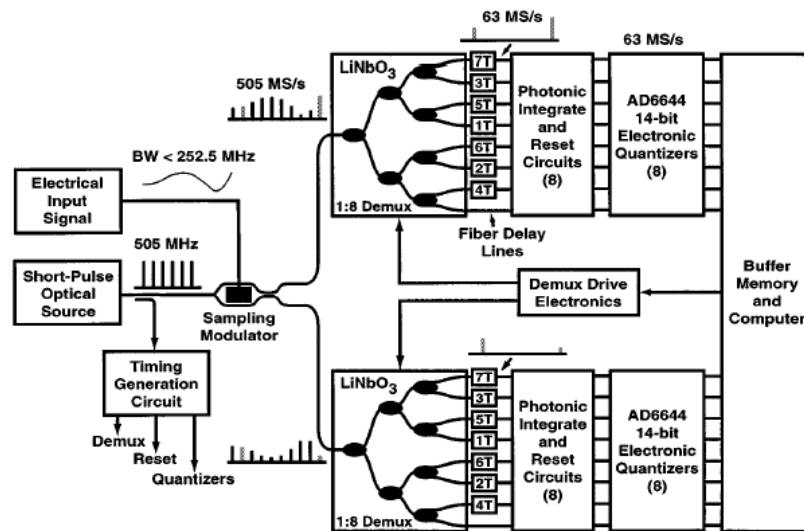 63 MS/s
63 MS/s
505 MS/s
LiNbO3
7T
3T
5T
1T
6T
2T
4T
1:8 Demux
Photonic
Integrate
and
Reset
Circuits
(8)
AD6644
14-bit
Electronic
Quantizers
(8)
BW < 252.5 MHz
Electrical
Input
Signal
505 MHz
Short-Pulse
Optical
Source
Sampling
Modulator
Fiber Delay
Lines
Demux Drive
Electronics
Buffer
Memory
and
Computer
Timing
Generation
Circuit
Demux
Reset
Quantizers
LiNbO3
7T
3T
5T
1T
6T
2T
4T
1:8 Demux
Photonic
Integrate
and
Reset
Circuits
(8)
AD6644
14-bit
Electronic
Quantizers
(8)